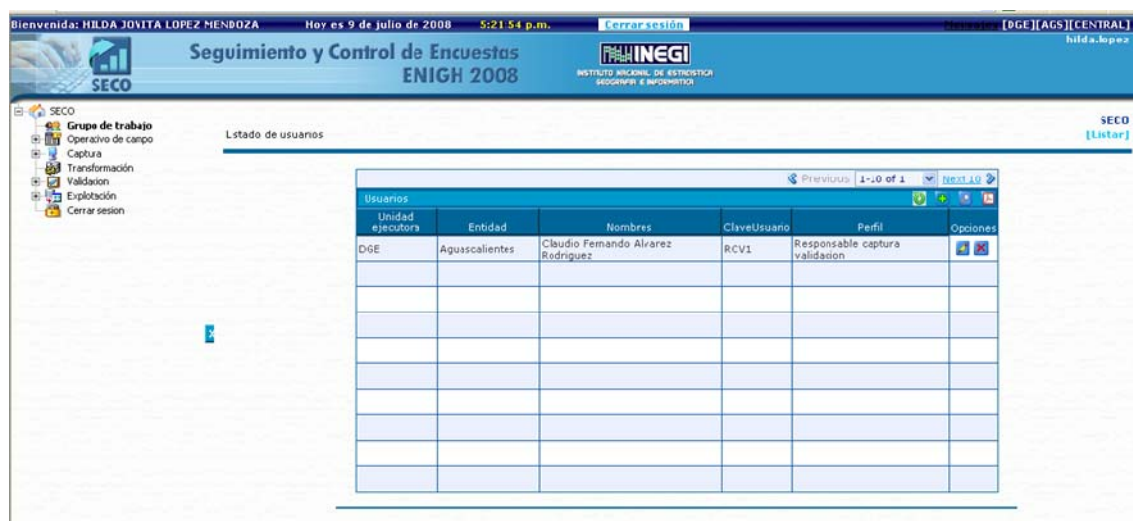 Bienvenida: HILDA JOVITA LOPEZ MENDOZA Hoy es 9 de julio de 2008 5:21:54 p.m. Cerrar sesión [DGE][AGS][CENTRAL]
hilda.lopez
Seguimiento y Control de Encuestas
ENIGH 2008
INEGI
INSTITUTO NACIONAL DE ESTADISTICA
GEOGRAFIA E INFORMATICA
SECO
SECO
Grupo de trabajo
Operativo de campo
Captura
Transformación
Validacion
Explotación
Cerrar sesion
SECO
[Listar]
Listado de usuarios
Previous 1-10 of 1 Next 10
Usuarios
Unidad ejecutora Entidad Nombres ClaveUsuario Perfil Opciones
DGE Aguascalientes Claudio Fernando Alvarez Rodriguez RCV1 Responsable captura validacion